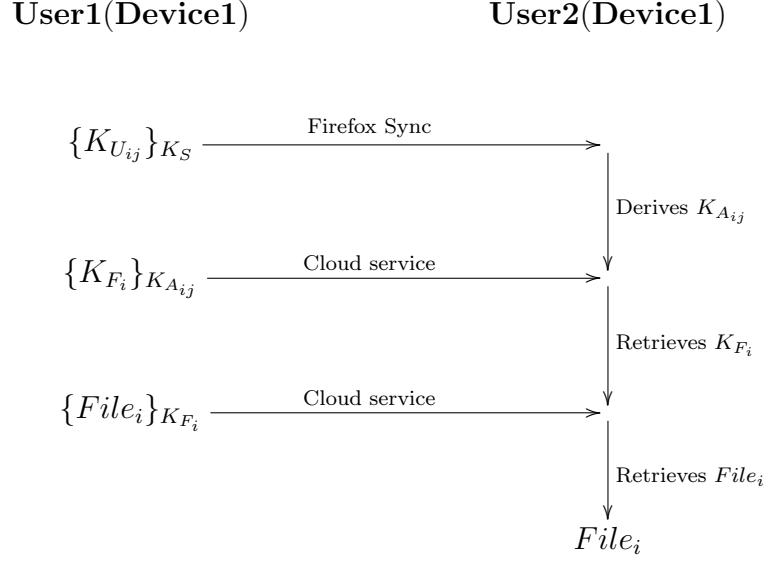 User1(Device1) User2(Device1)
Firefox Sync
{K_{U_{ij}}}_{K_S}
Derives K_{A_{ij}}
Cloud service
{K_{F_i}}_{K_{A_{ij}}}
Retrieves K_{F_i}
Cloud service
{File_i}_{K_{F_i}}
Retrieves File_i
File_i